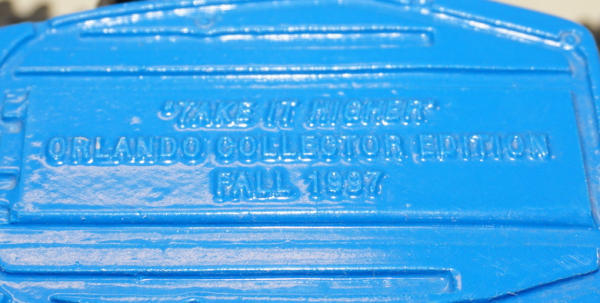 "TAKE IT HIGHER"
ORLANDO COLLECTOR EDITION
FALL 1997